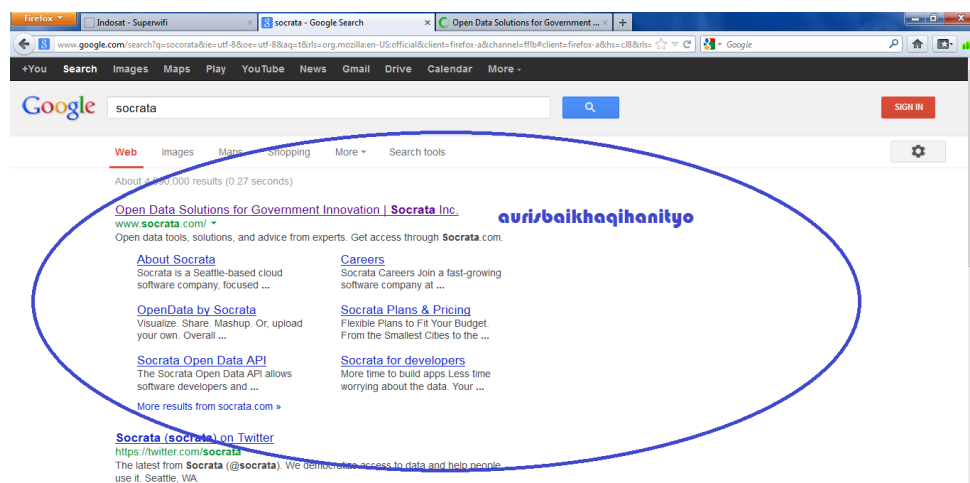 Firefox
Indosat - Superwifi
socrata - Google Search
Open Data Solutions for Government ...
www.google.com/search?q=socorata&ie=utf-8&oe=utf-8&aq=t&rls=org.mozilla:en-US:official&client=firefox-a&channel=fflb#client=firefox-a&hs=cJ8&rls=
Google
+You Search Images Maps Play YouTube News Gmail Drive Calendar More
Google
socrata
SIGN IN
Web Images Maps Shopping More Search tools
results (0.27 seconds)
Open Data Solutions for Government Innovation | Socrata Inc.
aurisbaikhaqihanityo
www.socrata.com/
Open data tools, solutions, and advice from experts. Get access through Socrata.com.
About Socrata
Socrata is a Seattle-based cloud
software company, focused ...
Careers
Socrata Careers Join a fast-growing
software company at ...
OpenData by Socrata
Visualize. Share. Mashup. Or, upload
your own. Overall ...
Socrata Plans & Pricing
Flexible Plans to Fit Your Budget.
From the Smallest Cities to the ...
Socrata Open Data API
The Socrata Open Data API allows
software developers and ...
Socrata for developers
More time to build apps.Less time
worrying about the data. Your ...
More results from socrata.com »
Socrata (socrata) on Twitter
https://twitter.com/socrata
The latest from Socrata (@socrata). We democratize access to data and help people
use it. Seattle, WA.